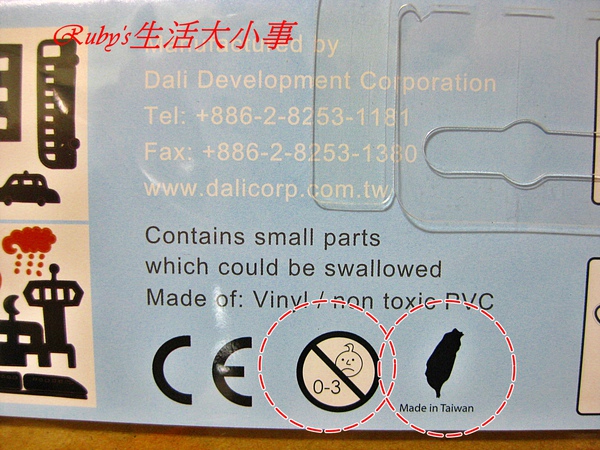 Ruby's生活大小事
Manufactured by
Dali Development Corporation
Tel: +886-2-8253-1181
Fax: +886-2-8253-1380
www.dalicorp.com.tw
Contains small parts
which could be swallowed
Made of: Vinyl / non toxic PVC
CE
0-3
Made in Taiwan